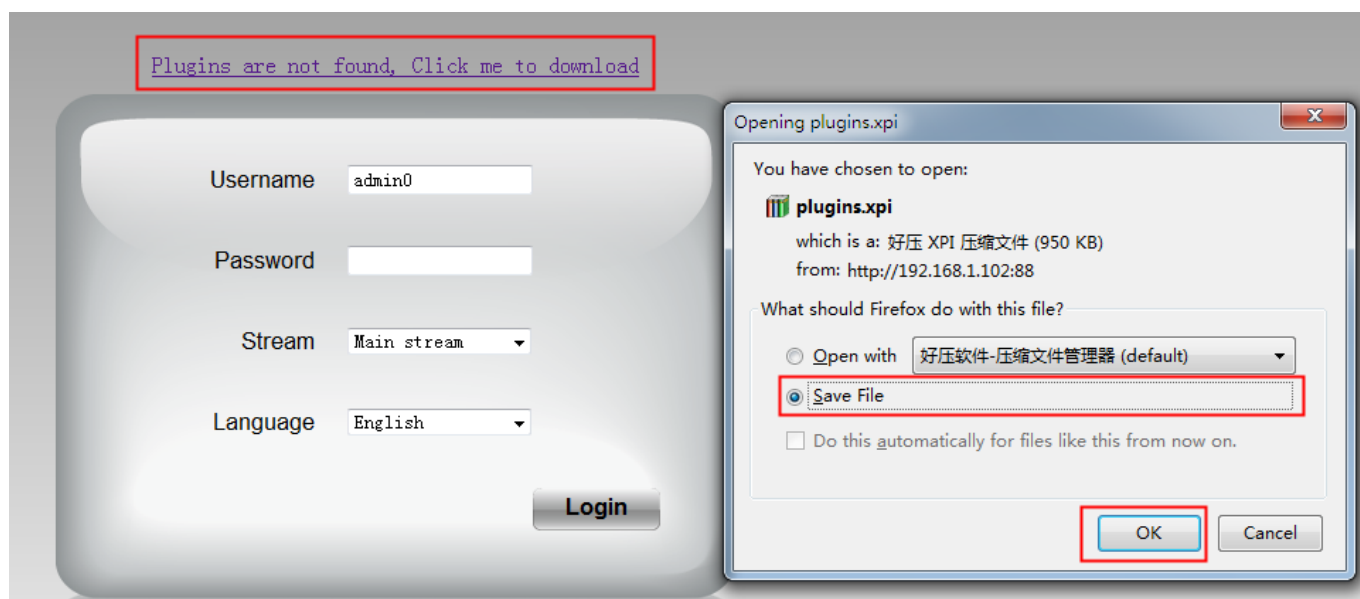 Plugins are not found, Click me to download
Username admin0
Password
Stream Main stream
Language English
Login
Opening plugins.xpi
You have chosen to open:
plugins.xpi
which is a: 好压 XPI 压缩文件 (950 KB)
from: http://192.168.1.102:88
What should Firefox do with this file?
Open with 好压软件-压缩文件管理器 (default)
Save File
Do this automatically for files like this from now on.
OK Cancel